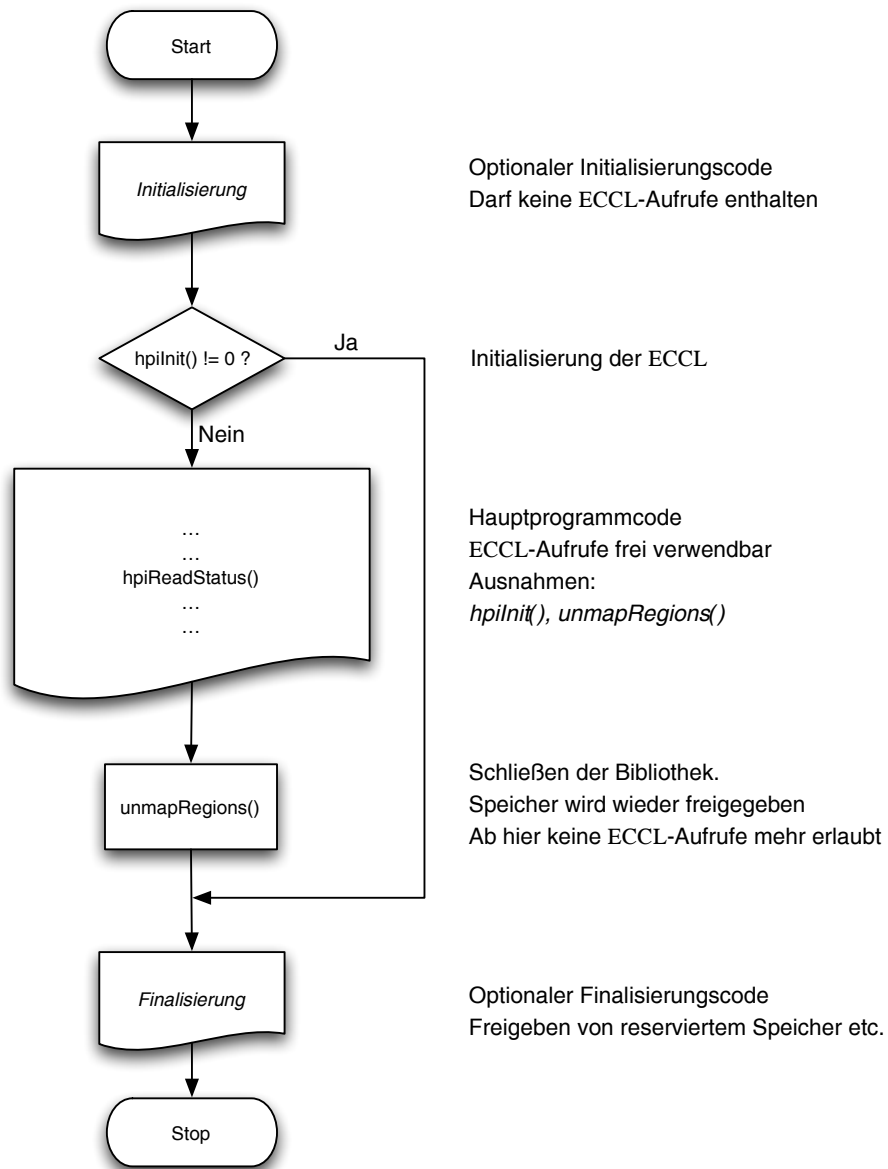 Start
Initialisierung
Optionaler Initialisierungscode
Darf keine ECCL-Aufrufe enthalten
hpiInit() != 0 ?
Ja
Initialisierung der ECCL
Nein
...
...
hpiReadStatus()
...
...
Hauptprogrammcode
ECCL-Aufrufe frei verwendbar
Ausnahmen:
hpiInit(), unmapRegions()
unmapRegions()
Schließen der Bibliothek.
Speicher wird wieder freigegeben
Ab hier keine ECCL-Aufrufe mehr erlaubt
Finalisierung
Optionaler Finalisierungscode
Freigeben von reserviertem Speicher etc.
Stop